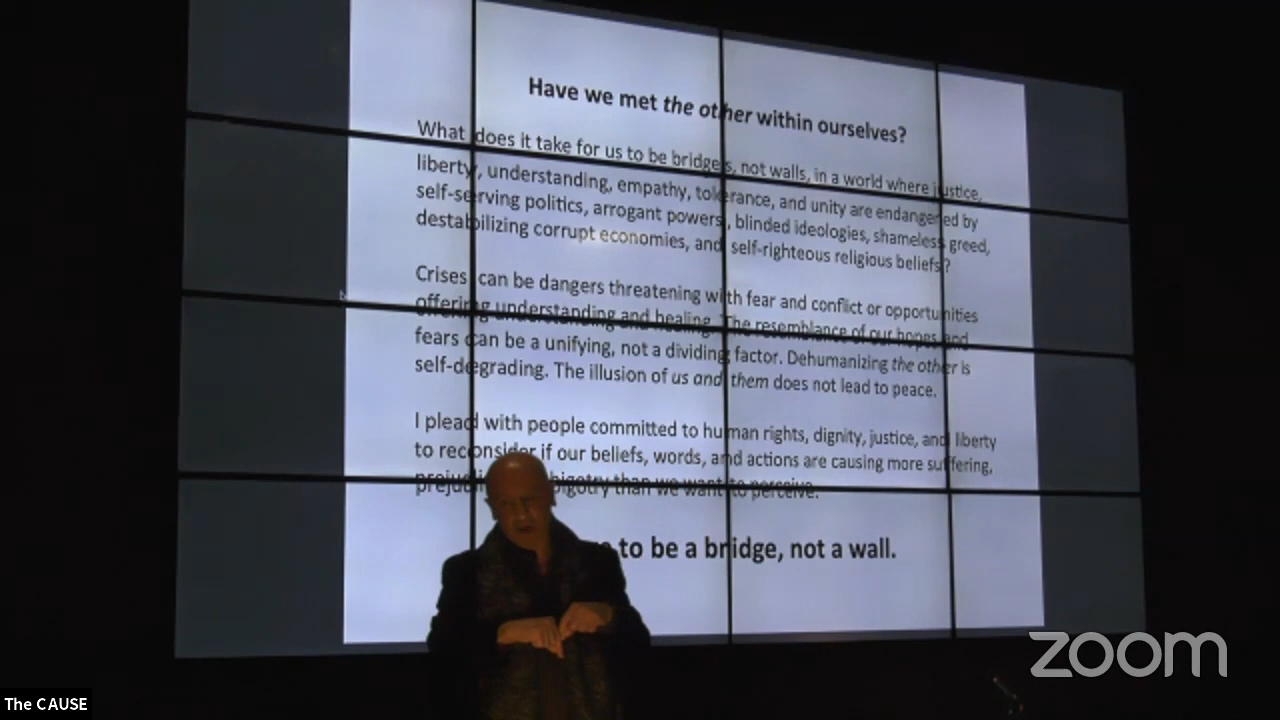 Have we met the other within ourselves?
What does it take for us to be bridges, not walls, in a world where justice,
liberty, understanding, empathy, tolerance, and unity are endangered by
self-serving politics, arrogant powers, blinded ideologies, shameless greed,
destabilizing corrupt economies, and self-righteous religious beliefs?
Crises can be dangers threatening with fear and conflict or opportunities
offering understanding and healing. The resemblance of our hopes and
fears can be a unifying, not a dividing factor. Dehumanizing the other is
self-degrading. The illusion of us and them does not lead to peace.
I plead with people committed to human rights, dignity, justice, and liberty
to reconsider if our beliefs, words, and actions are causing more suffering,
bigotry than we want to perceive.
to be a bridge, not a wall.
zoom
The CAUSE